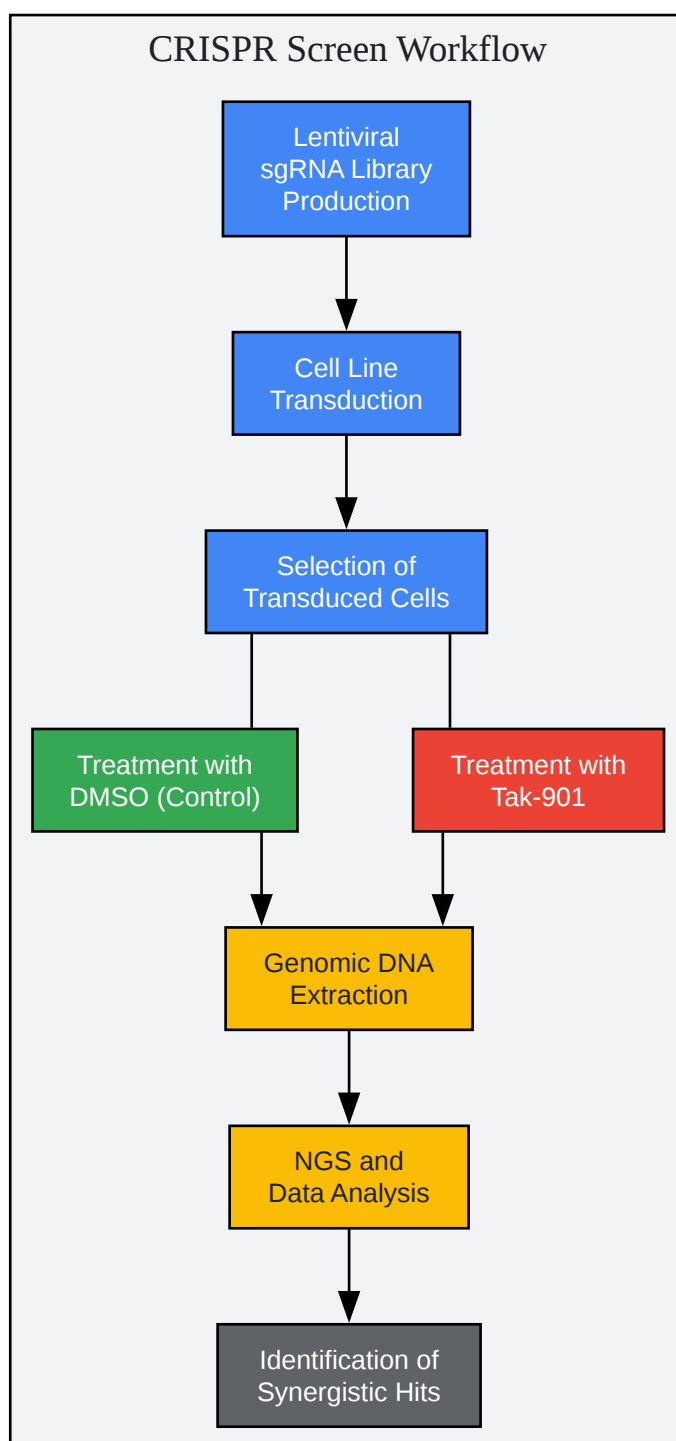 CRISPR Screen Workflow
Lentiviral
sgRNA Library
Production
Cell Line
Transduction
Selection of
Transduced Cells
Treatment with
DMSO (Control)
Treatment with
Tak-901
Genomic DNA
Extraction
NGS and
Data Analysis
Identification of
Synergistic Hits